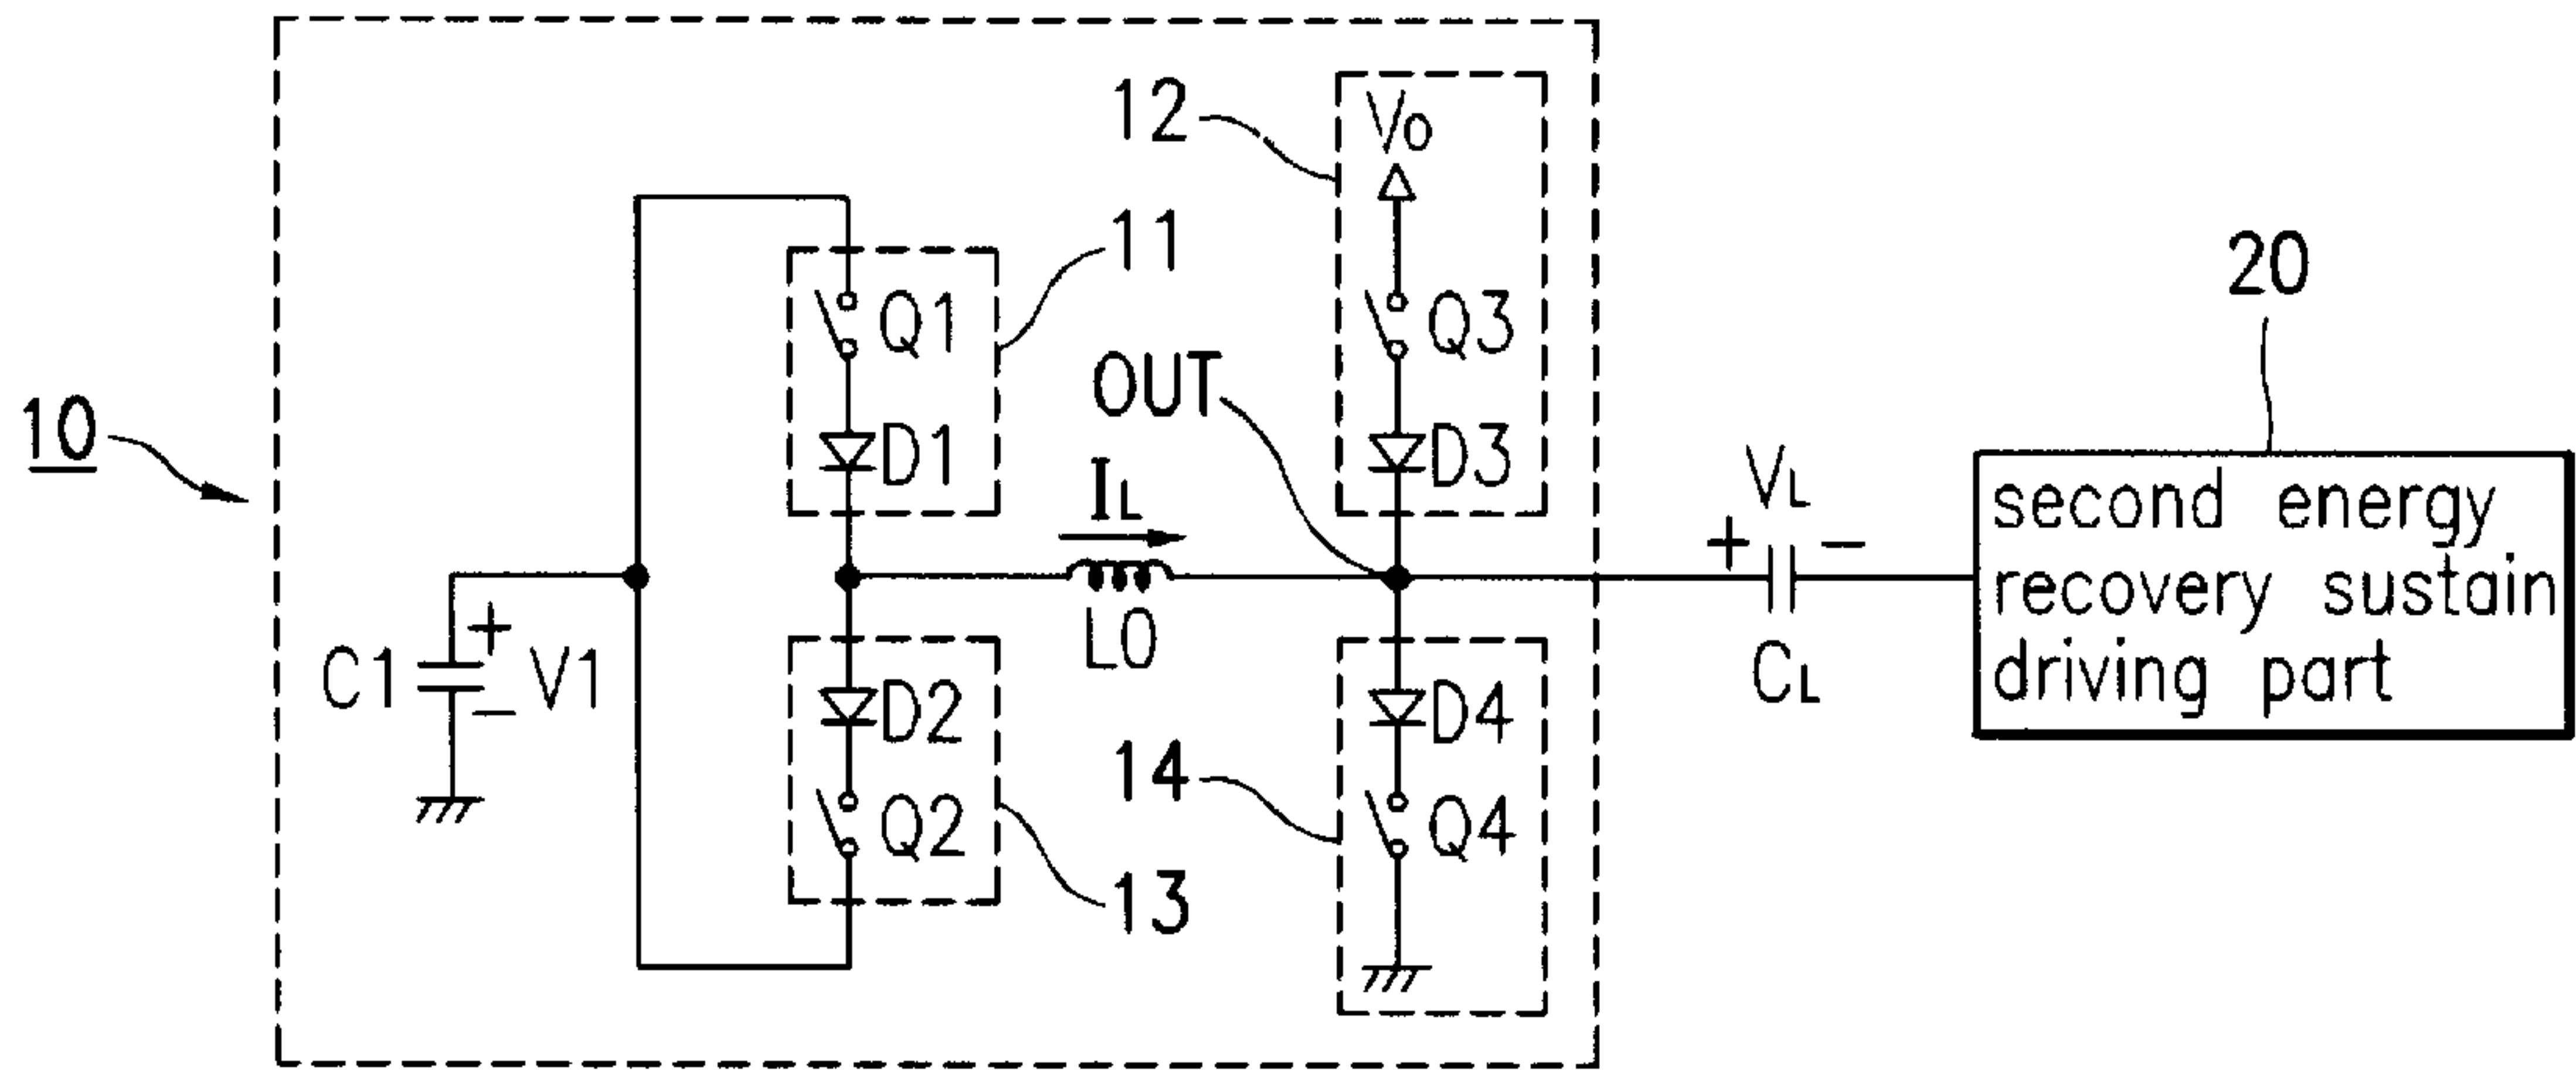 12
Vo
11
Q1
Q3
20
OUT
10
D1
D3
IL
VL
+ −
second energy
recovery sustain
driving part
L0
CL
C1
+
− V1
D2
D4
14
Q2
Q4
13